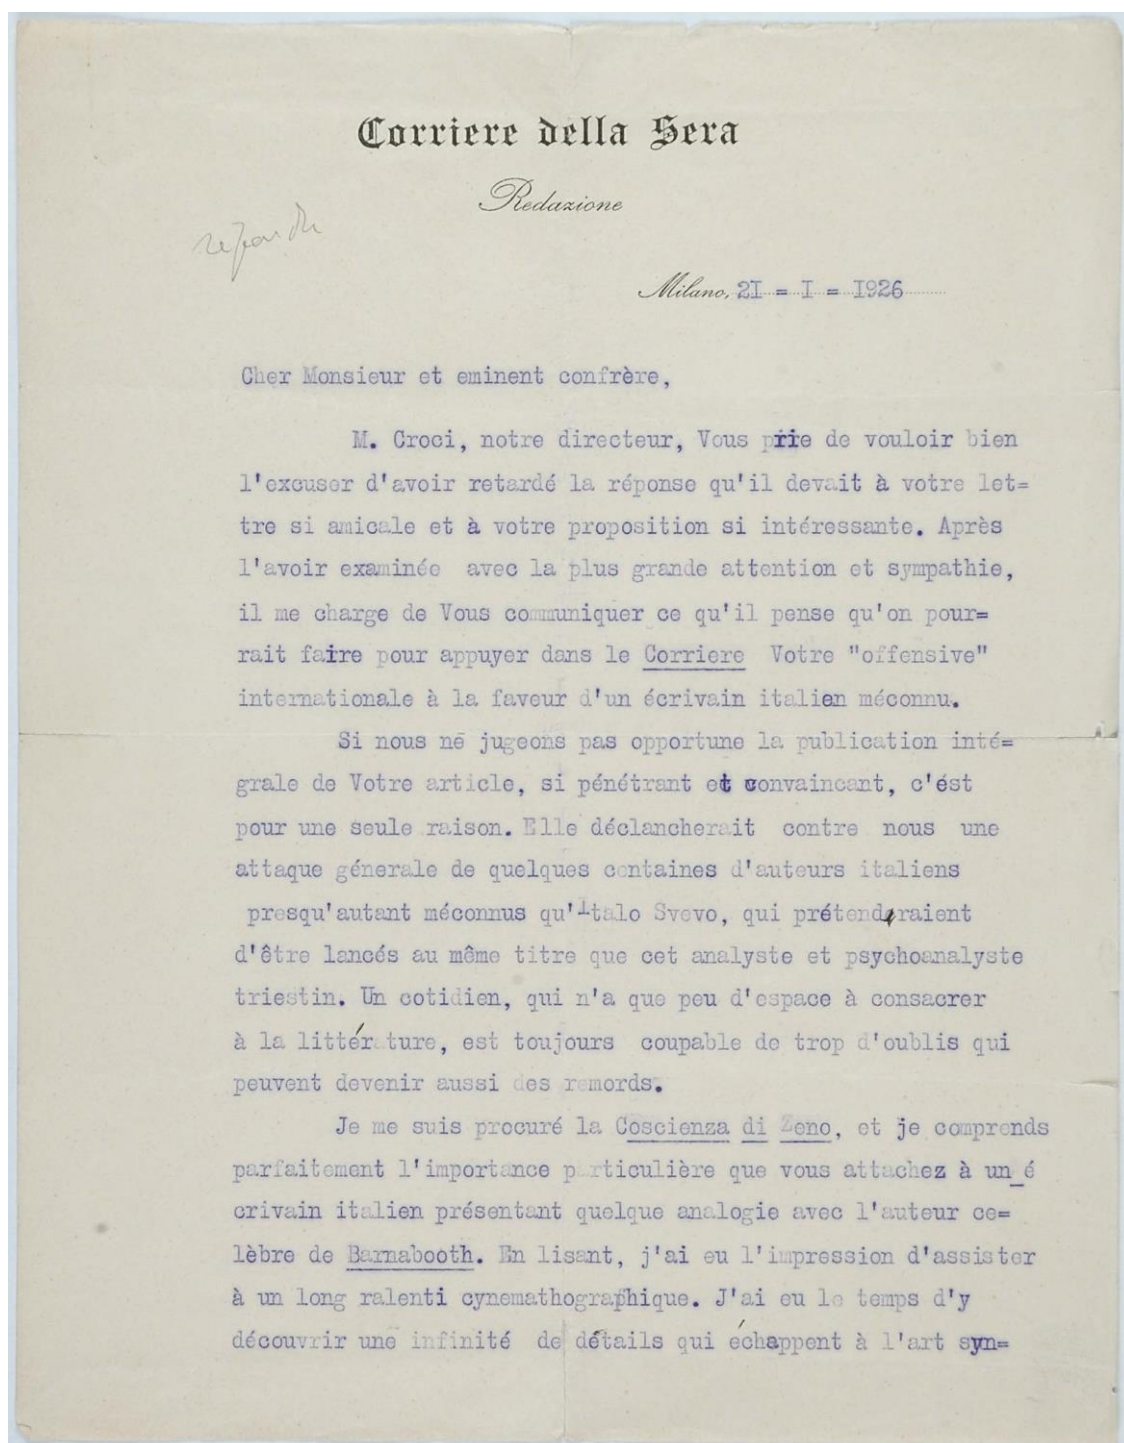 Corriere della Sera
Redazione
repondre
Milano, 2I = I = I926
Cher Monsieur et eminent confrère,
M. Croci, notre directeur, Vous prie de vouloir bien
l'excuser d'avoir retardé la réponse qu'il devait à votre let=
tre si amicale et à votre proposition si intéressante. Après
l'avoir examinée avec la plus grande attention et sympathie,
il me charge de Vous communiquer ce qu'il pense qu'on pour=
rait faire pour appuyer dans le Corriere Votre "offensive"
internationale à la faveur d'un écrivain italien méconnu.
Si nous ne jugeons pas opportune la publication inté=
grale de Votre article, si pénétrant et convaincant, c'ést
pour une seule raison. Elle déclancherait contre nous une
attaque génerale de quelques centaines d'auteurs italiens
presqu'autant méconnus qu'Italo Svevo, qui prétenderaient
d'être lancés au même titre que cet analyste et psychoanalyste
triestin. Un cotidien, qui n'a que peu d'espace à consacrer
à la littérature, est toujours coupable de trop d'oublis qui
peuvent devenir aussi des remords.
Je me suis procuré la Coscienza di Zeno, et je comprends
parfaitement l'importance particulière que vous attachez à un é
crivain italien présentant quelque analogie avec l'auteur ce=
lèbre de Barnabooth. En lisant, j'ai eu l'impression d'assister
à un long ralenti cynemathographique. J'ai eu le temps d'y
découvrir une infinité de détails qui échappent à l'art syn=